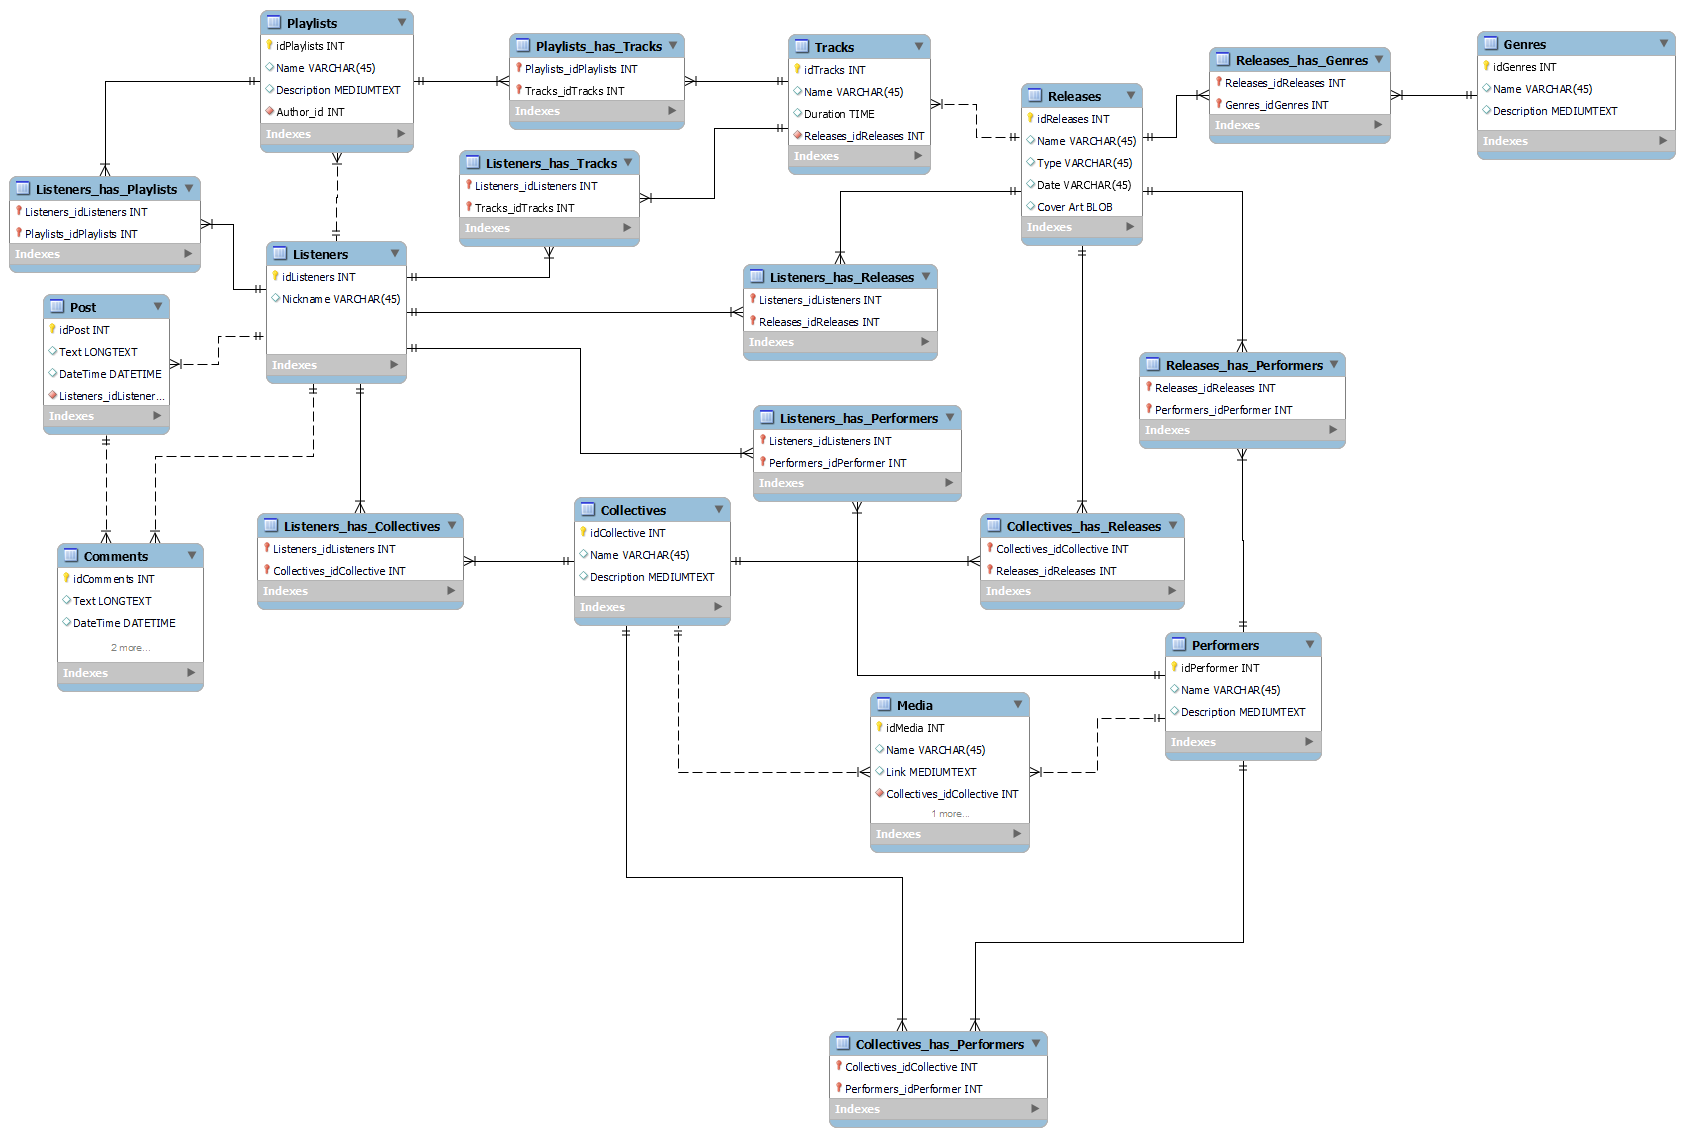 Playlists
idPlaylists INT
Name VARCHAR(45)
Description MEDIUMTEXT
Author_id INT
Indexes
Playlists_has_Tracks
Playlists_idPlaylists INT
Tracks_idTracks INT
Indexes
Tracks
idTracks INT
Name VARCHAR(45)
Duration TIME
Releases_idReleases INT
Indexes
Releases
idReleases INT
Name VARCHAR(45)
Type VARCHAR(45)
Date VARCHAR(45)
Cover Art BLOB
Indexes
Releases_has_Genres
Releases_idReleases INT
Genres_idGenres INT
Indexes
Genres
idGenres INT
Name VARCHAR(45)
Description MEDIUMTEXT
Indexes
Listeners_has_Playlists
Listeners_idListeners INT
Playlists_idPlaylists INT
Indexes
Listeners_has_Tracks
Listeners_idListeners INT
Tracks_idTracks INT
Indexes
Listeners
idListeners INT
Nickname VARCHAR(45)
Indexes
Post
idPost INT
Text LONGTEXT
DateTime DATETIME
Listeners_idListener...
Indexes
Listeners_has_Releases
Listeners_idListeners INT
Releases_idReleases INT
Indexes
Releases_has_Performers
Releases_idReleases INT
Performers_idPerformer INT
Indexes
Listeners_has_Performers
Listeners_idListeners INT
Performers_idPerformer INT
Indexes
Comments
idComments INT
Text LONGTEXT
DateTime DATETIME
2 more...
Indexes
Listeners_has_Collectives
Listeners_idListeners INT
Collectives_idCollective INT
Indexes
Collectives
idCollective INT
Name VARCHAR(45)
Description MEDIUMTEXT
Indexes
Collectives_has_Releases
Collectives_idCollective INT
Releases_idReleases INT
Indexes
Performers
idPerformer INT
Name VARCHAR(45)
Description MEDIUMTEXT
Indexes
Media
idMedia INT
Name VARCHAR(45)
Link MEDIUMTEXT
Collectives_idCollective INT
1 more...
Indexes
Collectives_has_Performers
Collectives_idCollective INT
Performers_idPerformer INT
Indexes